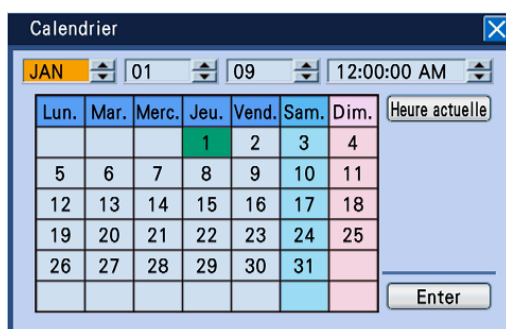 Calendrier
JAN 01 09 12:00:00 AM
Lun. Mar. Merc. Jeu. Vend. Sam. Dim. Heure actuelle
1 2 3 4
5 6 7 8 9 10 11
12 13 14 15 16 17 18
19 20 21 22 23 24 25
26 27 28 29 30 31
Enter